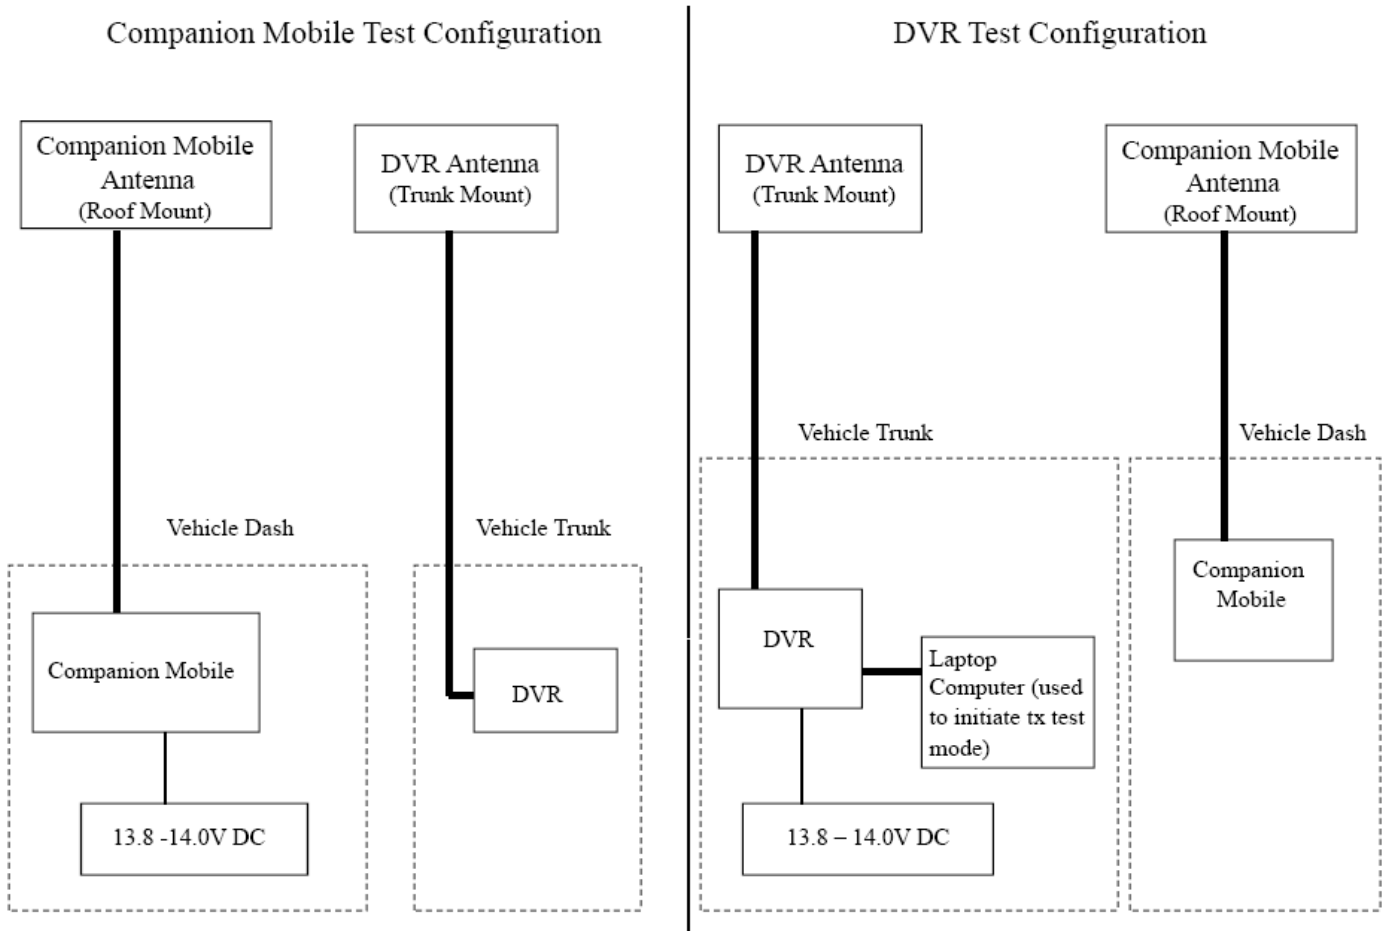 Companion Mobile Test Configuration
Companion Mobile
Antenna
(Roof Mount)
DVR Antenna
(Trunk Mount)
Vehicle Dash
Vehicle Trunk
Companion Mobile
DVR
13.8 -14.0V DC
DVR Test Configuration
DVR Antenna
(Trunk Mount)
Companion Mobile
Antenna
(Roof Mount)
Vehicle Trunk
Vehicle Dash
DVR
Laptop
Computer (used
to initiate tx test
mode)
Companion
Mobile
13.8 – 14.0V DC